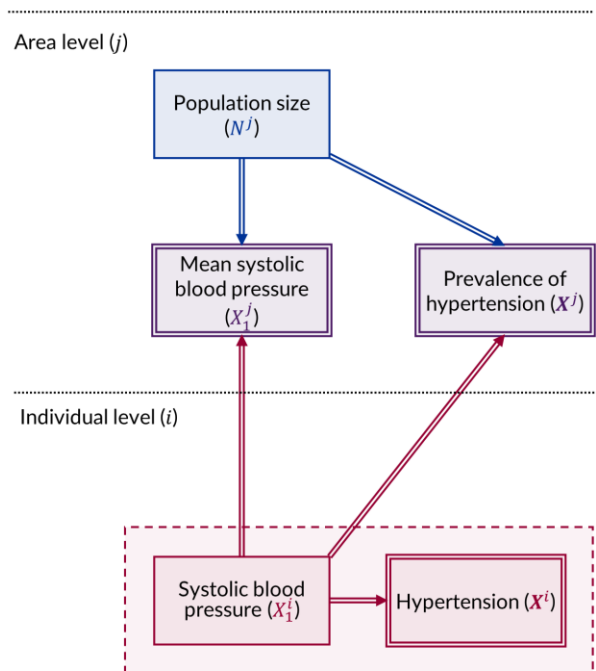 Area level (j)
Population size
(N^j)
Mean systolic
blood pressure
(X_1^j)
Prevalence of
hypertension (X^j)
Individual level (i)
Systolic blood
pressure (X_1^i)
Hypertension (X^i)